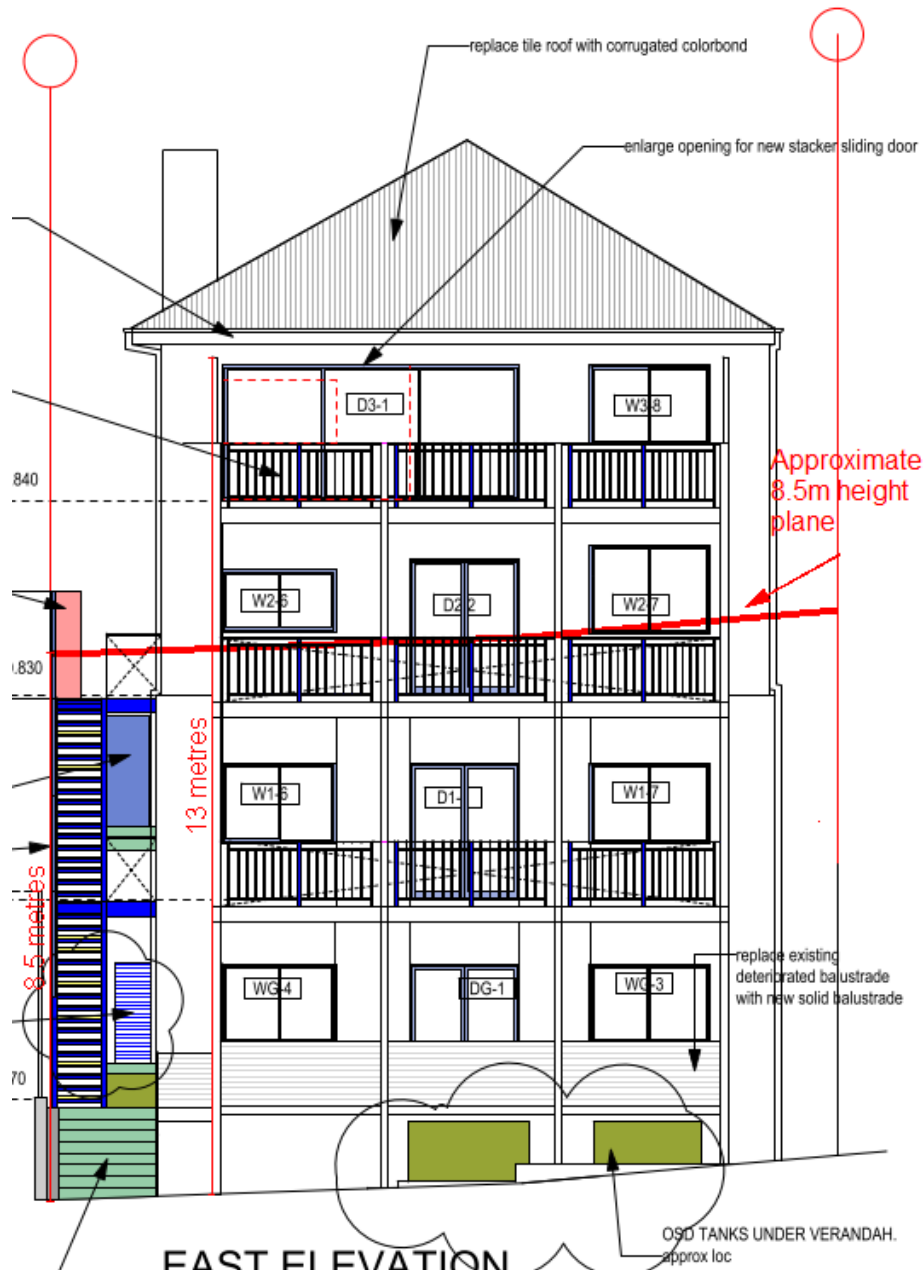 replace tile roof with corrugated colorbond
enlarge opening for new stacker sliding door
D3-1
W3-8
Approximate
8.5m height
plane
840
W2-6
D2-2
W2-7
.830
13 metres
W1-6
D1-
W1-7
8.5 metres
WG-4
DG-1
WG-3
replace existing
deteriorated balustrade
with new solid balustrade
70
OSD TANKS UNDER VERANDAH.
approx loc
EAST ELEVATION